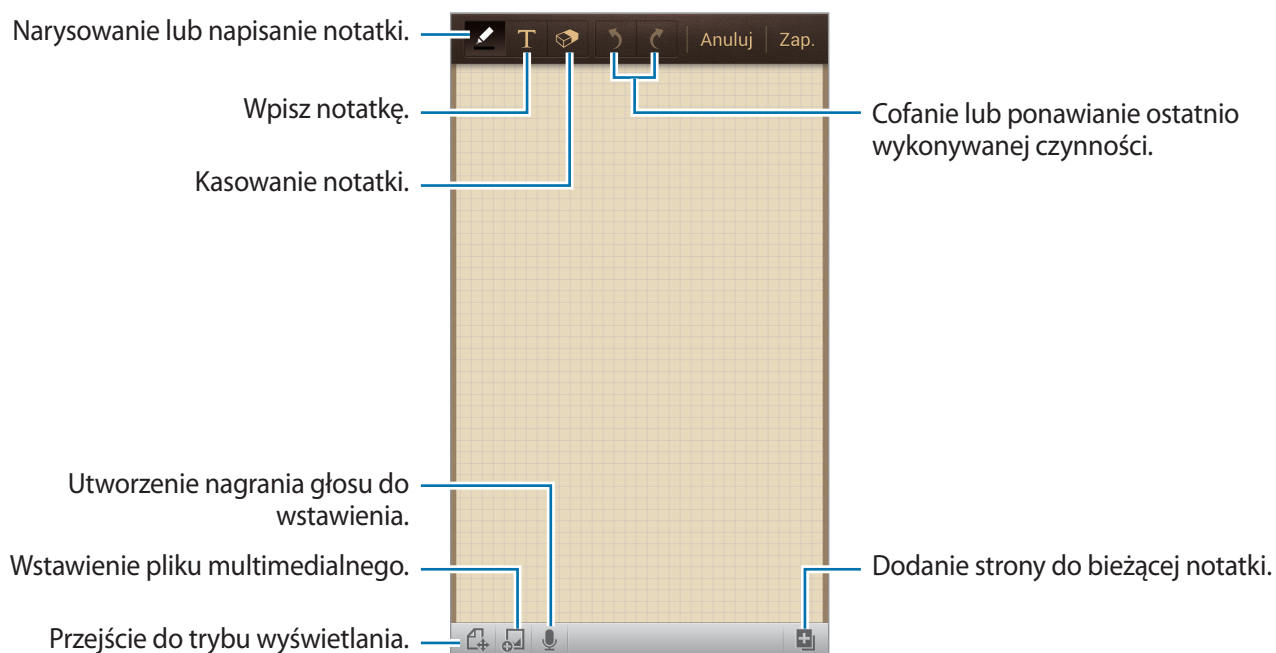 Narysowanie lub napisanie notatki.
T
Anuluj
Zap.
Wpisz notatkę.
Cofanie lub ponawianie ostatnio
wykonywanej czynności.
Kasowanie notatki.
Utworzenie nagrania głosu do
wstawienia.
Wstawienie pliku multimedialnego.
Dodanie strony do bieżącej notatki.
Przejście do trybu wyświetlania.